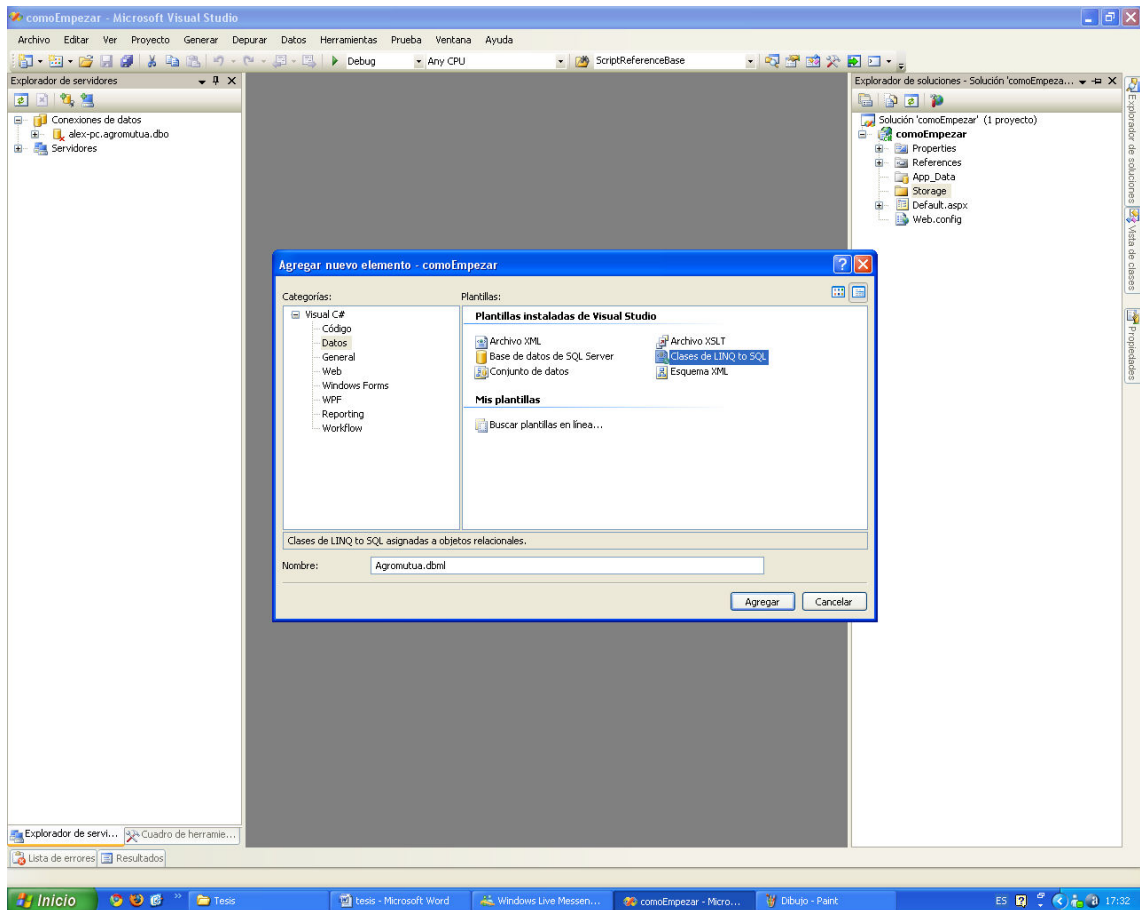 comoEmpezar - Microsoft Visual Studio
Archivo Editar Ver Proyecto Generar Depurar Datos Herramientas Prueba Ventana Ayuda
Debug Any CPU ScriptReferenceBase
Explorador de servidores
Conexiones de datos
alex-pc.agromutua.dbo
Servidores
Explorador de soluciones - Solución 'comoEmpeza...
Solución 'comoEmpezar' (1 proyecto)
comoEmpezar
Properties
References
App_Data
Storage
Default.aspx
Web.config
Explorador de soluciones
Vista de clases
Propiedades
Agregar nuevo elemento - comoEmpezar
Categorías:
Visual C#
Código
Datos
General
Web
Windows Forms
WPF
Reporting
Workflow
Plantillas:
Plantillas instaladas de Visual Studio
Archivo XML
Archivo XSLT
Base de datos de SQL Server
Clases de LINQ to SQL
Conjunto de datos
Esquema XML
Mis plantillas
Buscar plantillas en línea...
Clases de LINQ to SQL asignadas a objetos relacionales.
Nombre: Agromutua.dbml
Agregar Cancelar
Explorador de servi... Cuadro de herramie...
Lista de errores Resultados
Inicio Tesis tesis - Microsoft Word Windows Live Messen... comoEmpezar - Micro... Dibujo - Paint ES 17:32